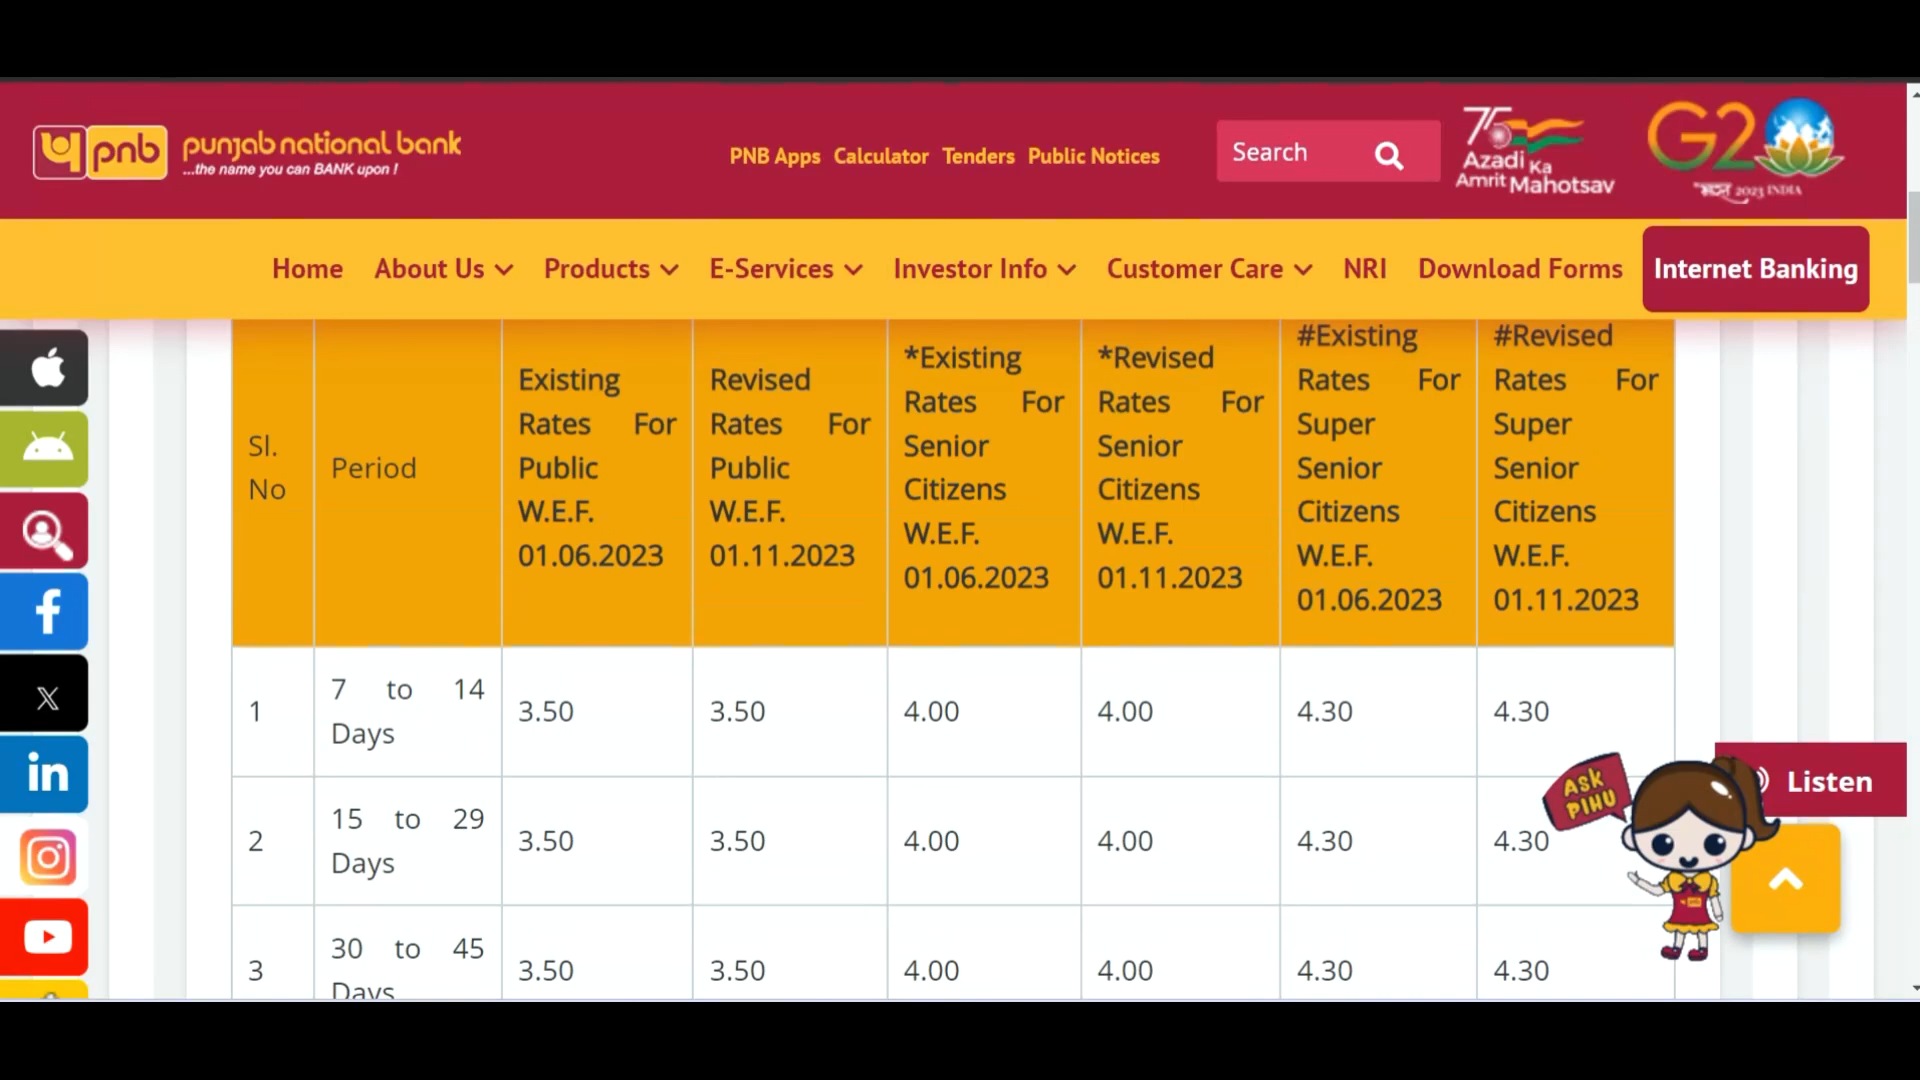 पी pnb punjab national bank
...the name you can BANK upon !
PNB Apps Calculator Tenders Public Notices
Search
75
Azadi Ka
Amrit Mahotsav
G20
भारत 2023 INDIA
Home About Us Products E-Services Investor Info Customer Care NRI Download Forms Internet Banking
Sl. No
Period
Existing Rates For Public W.E.F. 01.06.2023
Revised Rates For Public W.E.F. 01.11.2023
*Existing Rates For Senior Citizens W.E.F. 01.06.2023
*Revised Rates For Senior Citizens W.E.F. 01.11.2023
#Existing Rates For Super Senior Citizens W.E.F. 01.06.2023
#Revised Rates For Super Senior Citizens W.E.F. 01.11.2023
1 7 to 14 Days 3.50 3.50 4.00 4.00 4.30 4.30
2 15 to 29 Days 3.50 3.50 4.00 4.00 4.30 4.30
3 30 to 45 Days 3.50 3.50 4.00 4.00 4.30 4.30
ASK PIHU
Listen